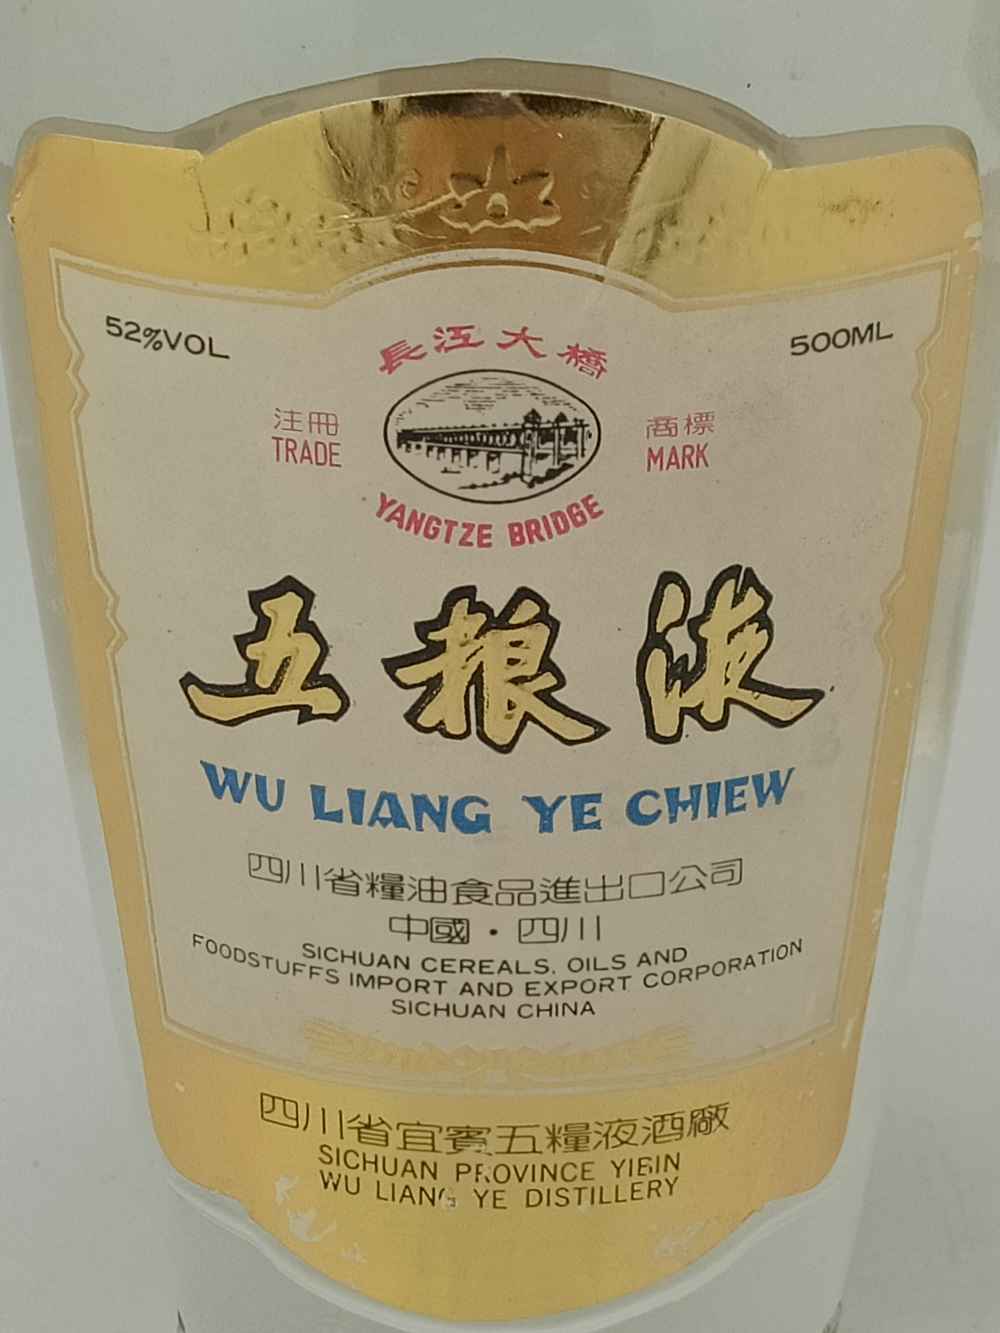 52%VOL
500ML
長江大橋
注冊
TRADE
商標
MARK
YANGTZE BRIDGE
五粮液
WU LIANG YE CHIEW
四川省糧油食品進出口公司
中國・四川
SICHUAN CEREALS, OILS AND
FOODSTUFFS IMPORT AND EXPORT CORPORATION
SICHUAN CHINA
四川省宜賓五糧液酒廠
SICHUAN PROVINCE YIBIN
WU LIANG YE DISTILLERY